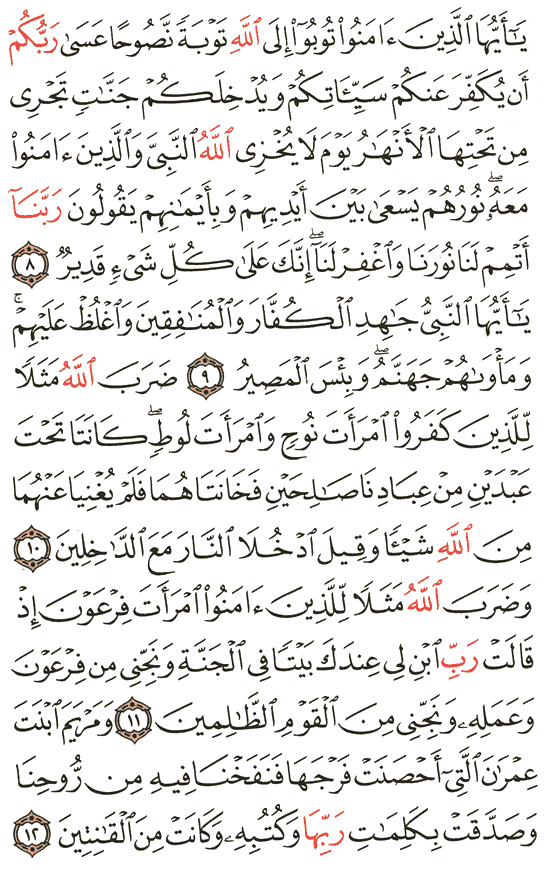 يَٰٓأَيُّهَا ٱلَّذِينَ ءَامَنُوا۟ تُوبُوٓا۟ إِلَى ٱللَّهِ تَوْبَةً نَّصُوحًا عَسَىٰ رَبُّكُمْ
أَن يُكَفِّرَ عَنكُمْ سَيِّـَٔاتِكُمْ وَيُدْخِلَكُمْ جَنَّٰتٍ تَجْرِى
مِن تَحْتِهَا ٱلْأَنْهَٰرُ يَوْمَ لَا يُخْزِى ٱللَّهُ ٱلنَّبِىَّ وَٱلَّذِينَ ءَامَنُوا۟
مَعَهُۥ ۖ نُورُهُمْ يَسْعَىٰ بَيْنَ أَيْدِيهِمْ وَبِأَيْمَٰنِهِمْ يَقُولُونَ رَبَّنَآ
أَتْمِمْ لَنَا نُورَنَا وَٱغْفِرْ لَنَآ ۖ إِنَّكَ عَلَىٰ كُلِّ شَىْءٍ قَدِيرٌ ٨
يَٰٓأَيُّهَا ٱلنَّبِىُّ جَٰهِدِ ٱلْكُفَّارَ وَٱلْمُنَٰفِقِينَ وَٱغْلُظْ عَلَيْهِمْ ۚ
وَمَأْوَىٰهُمْ جَهَنَّمُ ۖ وَبِئْسَ ٱلْمَصِيرُ ٩ ضَرَبَ ٱللَّهُ مَثَلًا
لِّلَّذِينَ كَفَرُوا۟ ٱمْرَأَتَ نُوحٍ وَٱمْرَأَتَ لُوطٍ ۖ كَانَتَا تَحْتَ
عَبْدَيْنِ مِنْ عِبَادِنَا صَٰلِحَيْنِ فَخَانَتَاهُمَا فَلَمْ يُغْنِيَا عَنْهُمَا
مِنَ ٱللَّهِ شَيْـًٔا وَقِيلَ ٱدْخُلَا ٱلنَّارَ مَعَ ٱلدَّٰخِلِينَ ١٠
وَضَرَبَ ٱللَّهُ مَثَلًا لِّلَّذِينَ ءَامَنُوا۟ ٱمْرَأَتَ فِرْعَوْنَ إِذْ
قَالَتْ رَبِّ ٱبْنِ لِى عِندَكَ بَيْتًا فِى ٱلْجَنَّةِ وَنَجِّنِى مِن فِرْعَوْنَ
وَعَمَلِهِۦ وَنَجِّنِى مِنَ ٱلْقَوْمِ ٱلظَّٰلِمِينَ ١١ وَمَرْيَمَ ٱبْنَتَ
عِمْرَٰنَ ٱلَّتِىٓ أَحْصَنَتْ فَرْجَهَا فَنَفَخْنَا فِيهِ مِن رُّوحِنَا
وَصَدَّقَتْ بِكَلِمَٰتِ رَبِّهَا وَكُتُبِهِۦ وَكَانَتْ مِنَ ٱلْقَٰنِتِينَ ١٢